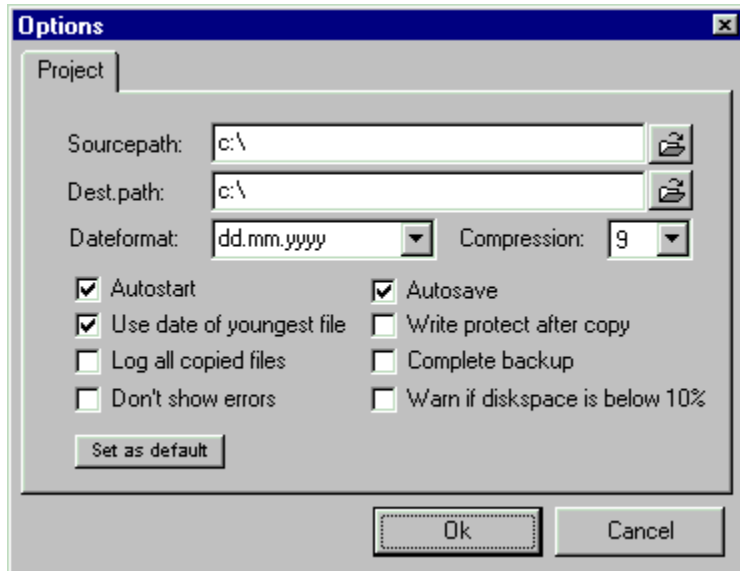 Options
Project
Sourcepath: c:\
Dest.path: c:\
Dateformat: dd.mm.yyyy Compression: 9
Autostart Autosave
Use date of youngest file Write protect after copy
Log all copied files Complete backup
Don't show errors Warn if diskspace is below 10%
Set as default
Ok Cancel